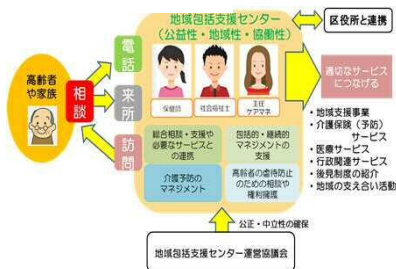 地域包括支援センター
(公益性・地域性・協働性)
区役所と連携
高齢者
や家族
相談
電話
来所
訪問
保健師
社会福祉士
主任
ケアマネ
総合相談・支援や
必要なサービスと
の連携
包括的・継続的
マネジメントの
支援
介護予防の
マネジメント
高齢者の虐待防止
のための相談や
権利擁護
適切なサービス
につなげる
・地域支援事業
・介護保険(予防)
サービス
・医療サービス
・行政関連サービス
・後見制度の紹介
・地域の支え合い活動
公正・中立性の確保
地域包括支援センター運営協議会